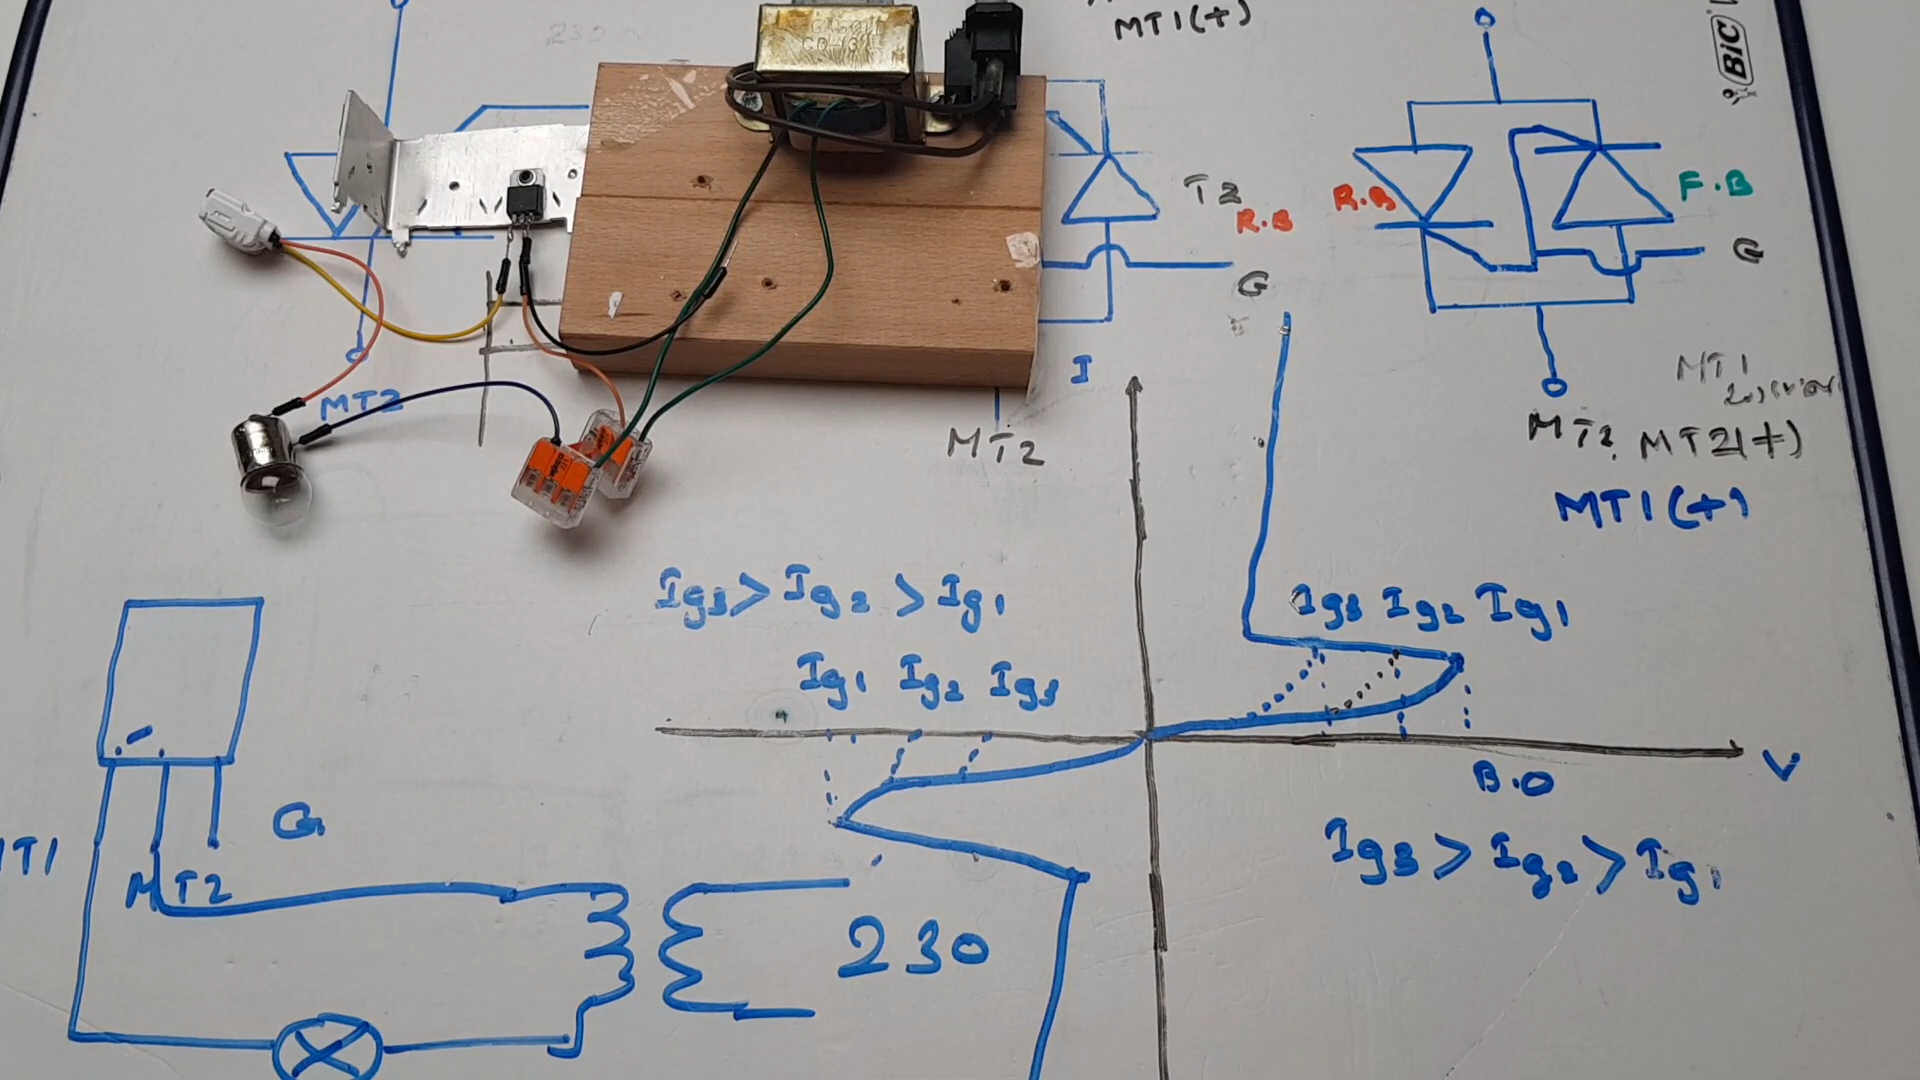 MT1(+)
BIC
230
T2
R.B
R.B
F.B
G
G
I
MT2
MT2
MT1
MT2 MT2(+)
MT1(+)
Ig3 > Ig2 > Ig1
Ig3 Ig2 Ig1
Ig1 Ig2 Ig3
V
B.O
G
MT2
Ig3 > Ig2 > Ig1
230